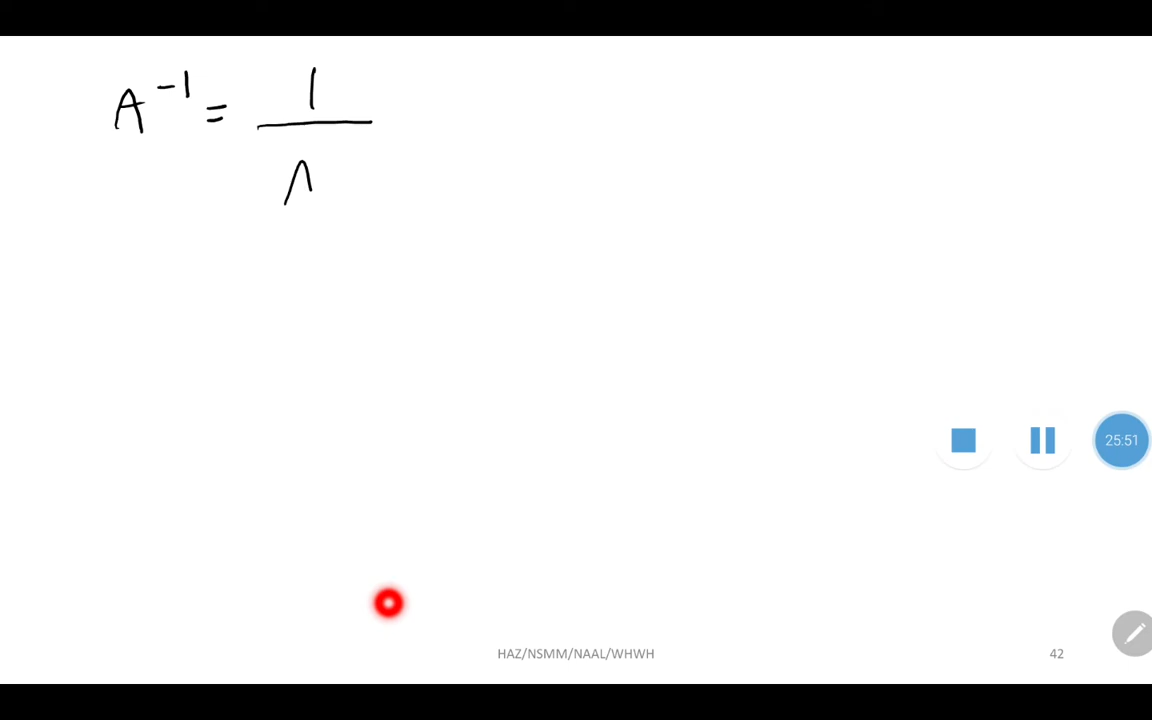 A⁻¹ = 1/Λ
25:51
HAZ/NSMM/NAAL/WHWH
42